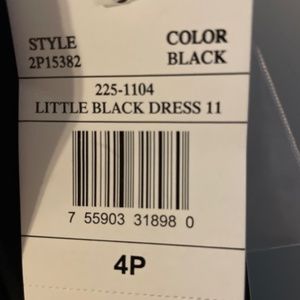 STYLE COLOR
2P15382 BLACK
225-1104
LITTLE BLACK DRESS 11
7 55903 31898 0
4P